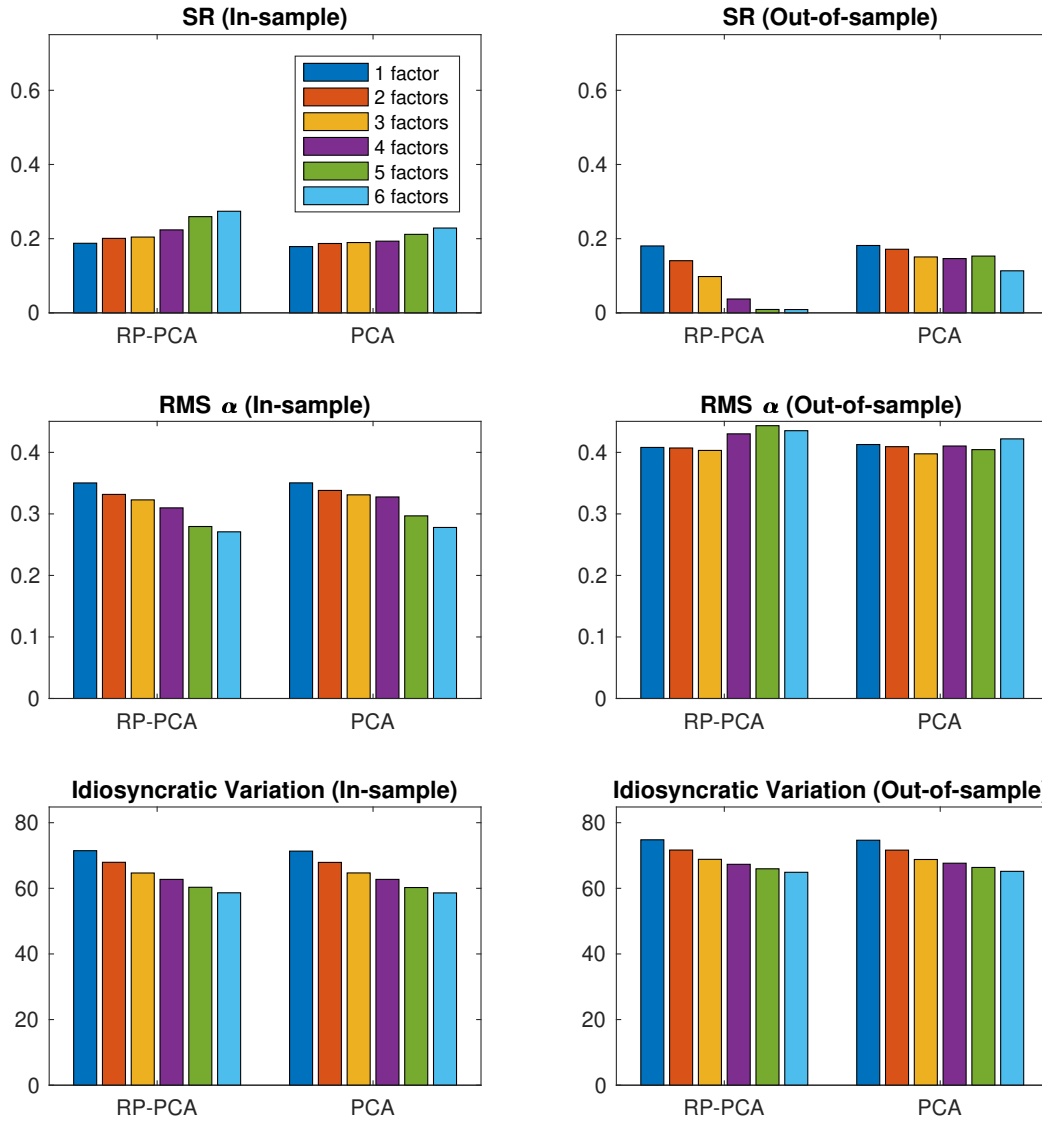 SR (In-sample)
0.6
0.4
0.2
0
1 factor
2 factors
3 factors
4 factors
5 factors
6 factors
RP-PCA
PCA
SR (Out-of-sample)
0.6
0.4
0.2
0
RP-PCA
PCA
RMS α (In-sample)
0.4
0.3
0.2
0.1
0
RP-PCA
PCA
RMS α (Out-of-sample)
0.4
0.3
0.2
0.1
0
RP-PCA
PCA
Idiosyncratic Variation (In-sample)
80
60
40
20
0
RP-PCA
PCA
Idiosyncratic Variation (Out-of-sample)
80
60
40
20
0
RP-PCA
PCA